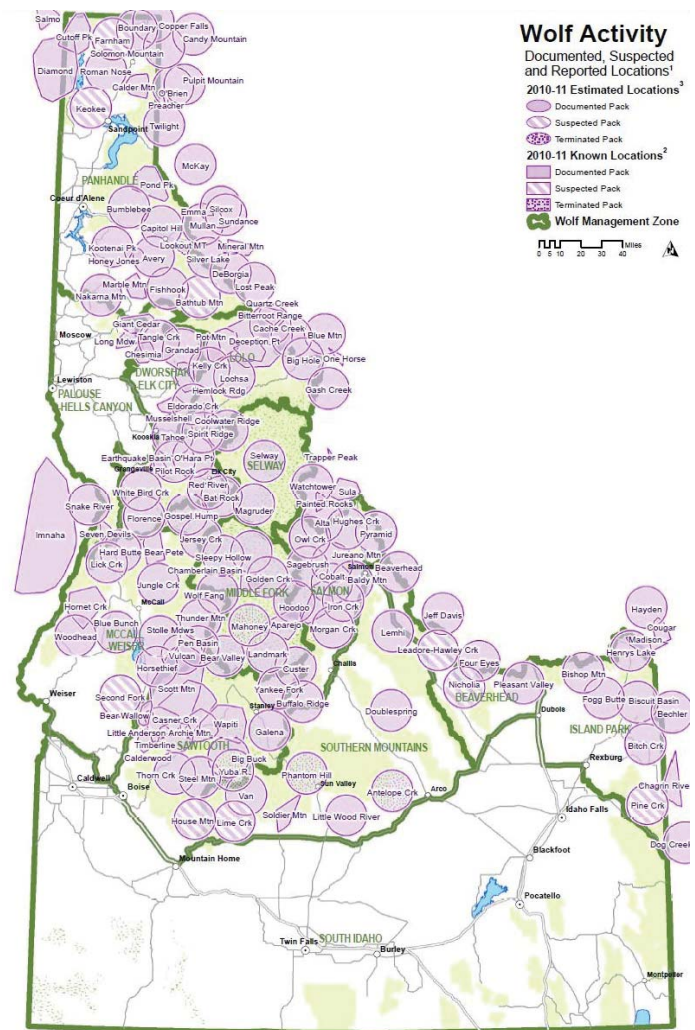 Wolf Activity
Documented, Suspected
and Reported Locations¹
2010-11 Estimated Locations³
Documented Pack
Suspected Pack
Terminated Pack
2010-11 Known Locations²
Documented Pack
Suspected Pack
Terminated Pack
Wolf Management Zone
Miles
0 5 10 20 30 40
Salmo
Boundary
Copper Falls
Cutoff Pk
Farnham
Candy Mountain
Solomon Mountain
Diamond
Roman Nose
Pulpit Mountain
Calder Mtn
O'Brien
Keokee
Preacher
Sandpoint
Twilight
McKay
PANHANDLE
Pond Pk
Coeur d'Alene
Bumblebee
Emma
Silcox
Capitol Hill
Mullan
Sundance
Kootenai Pk
Lookout MT
Mineral Mtn
Honey Jones
Avery
Silver Lake
DeBorgia
Marble Mtn
Fishhook
Lost Peak
Nakama Mtn
Bathtub Mtn
Quartz Creek
Bitterroot Range
Giant Cedar
Cache Creek
Moscow
Long Mdw
Tangle Crk
Pot Mtn
Deception Pt
Blue Mtn
Chesimia
Grandad
LOLO
Big Hole
One Horse
DWORSHAK
ELK CITY
Kelly Crk
Lochsa
Gash Creek
Lewiston
Hemlock Rdg
PALOUSE
HELLS CANYON
Eldorado Crk
Musselshell
Coolwater Ridge
Kooskia
Tahoe
Spirit Ridge
Earthquake Basin
O'Hara Pt
Selway
SELWAY
Trapper Peak
Grangeville
Pilot Rock
Elk City
Red River
Watchtower
White Bird Crk
Bat Rock
Sula
Snake River
Magruder
Painted Rocks
Imnaha
Florence
Gospel Hump
Alta
Hughes Crk
Seven Devils
Jersey Crk
Owl Crk
Pyramid
Hard Butte
Bear Pete
Sleepy Hollow
Jureano Mtn
Lick Crk
Chamberlain Basin
Sagebrush
Salmon
Beaverhead
Jungle Crk
Golden Crk
Cobalt
Baldy Mtn
McCall
Wolf Fang
MIDDLE FORK
SALMON
Hornet Crk
Hoodoo
Iron Crk
Blue Bunch
Thunder Mtn
Jeff Davis
Hayden
Woodhead
MCCALL
WEISER
Stolle Mdws
Mahoney
Aparejo
Morgan Crk
Lemhi
Cougar
Madison
Pen Basin
Leadore-Hawley Crk
Henrys Lake
Vulcan
Bear Valley
Landmark
Challis
Four Eyes
Horsethief
Custer
Bishop Mtn
Weiser
Scott Mtn
Yankee Fork
Nicholia
Pleasant Valley
Second Fork
BEAVERHEAD
Fogg Butte
Biscuit Basin
Bear Wallow
Stanley
Buffalo Ridge
Dubois
Casner Crk
Wapiti
Doublespring
Bechler
Little Anderson
Archie Mtn
Galena
ISLAND PARK
Timberline
SAWTOOTH
SOUTHERN MOUNTAINS
Bitch Crk
Calderwood
Big Buck
Rexburg
Thorn Crk
Steel Mtn
Yuba R.
Phantom Hill
Chagrin River
Caldwell
Sun Valley
Antelope Crk
Arco
Boise
Van
Pine Crk
House Mtn
Lime Crk
Soldier Mtn
Little Wood River
Idaho Falls
Dog Creek
Mountain Home
Blackfoot
Pocatello
Twin Falls
SOUTH IDAHO
Burley
Montpelier